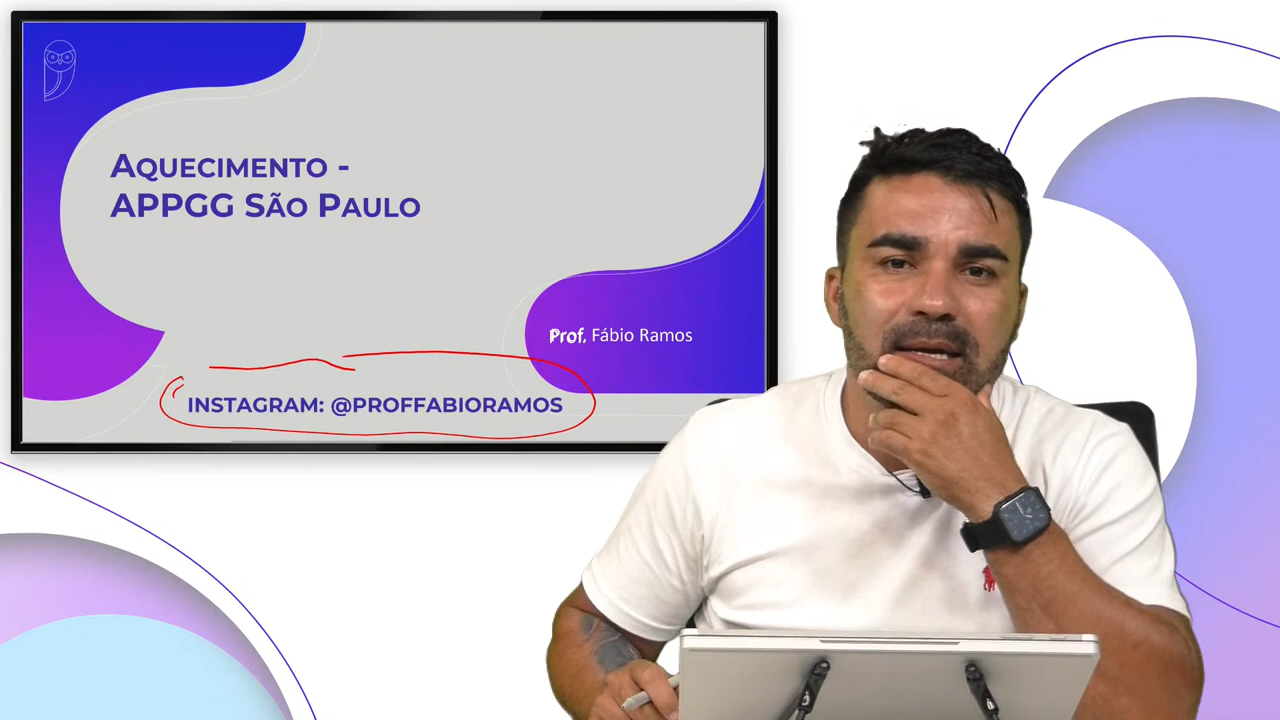 AQUECIMENTO -
APPGG SÃO PAULO
Prof. Fábio Ramos
INSTAGRAM: @PROFFABIORAMOS